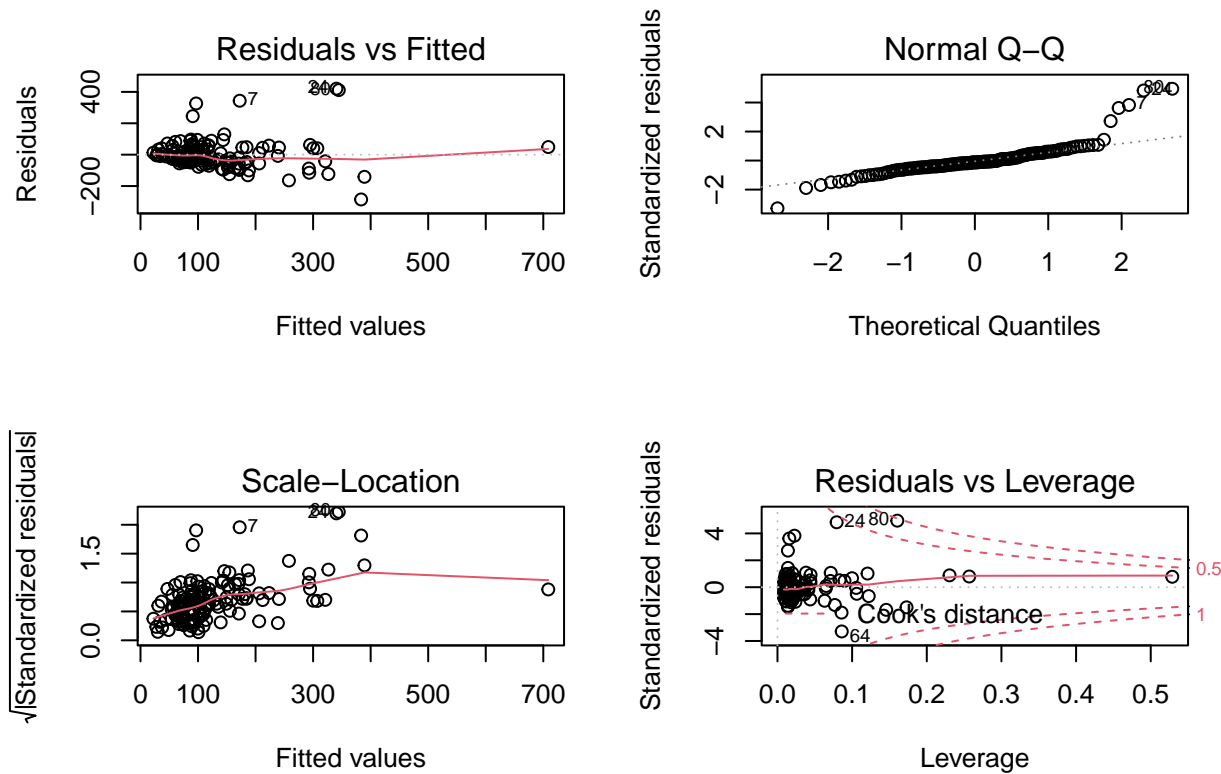 Residuals vs Fitted
Residuals
400
−200
7
0 100 300 500 700
Fitted values
Normal Q−Q
Standardized residuals
2
−2
7
−2 −1 0 1 2
Theoretical Quantiles
Scale−Location
√|Standardized residuals|
1.5
0.0
7
0 100 300 500 700
Fitted values
Residuals vs Leverage
Standardized residuals
4
0
−4
24
80
64
Cook's distance
0.5
1
0.0 0.1 0.2 0.3 0.4 0.5
Leverage